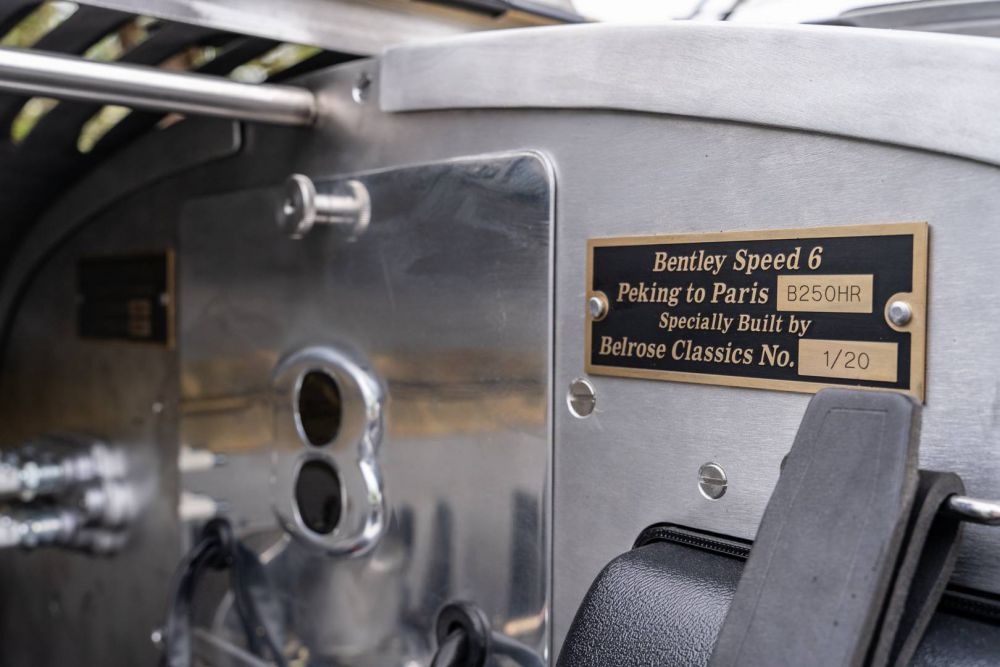 Bentley Speed 6
Peking to Paris B250HR
Specially Built by
Belrose Classics No. 1/20